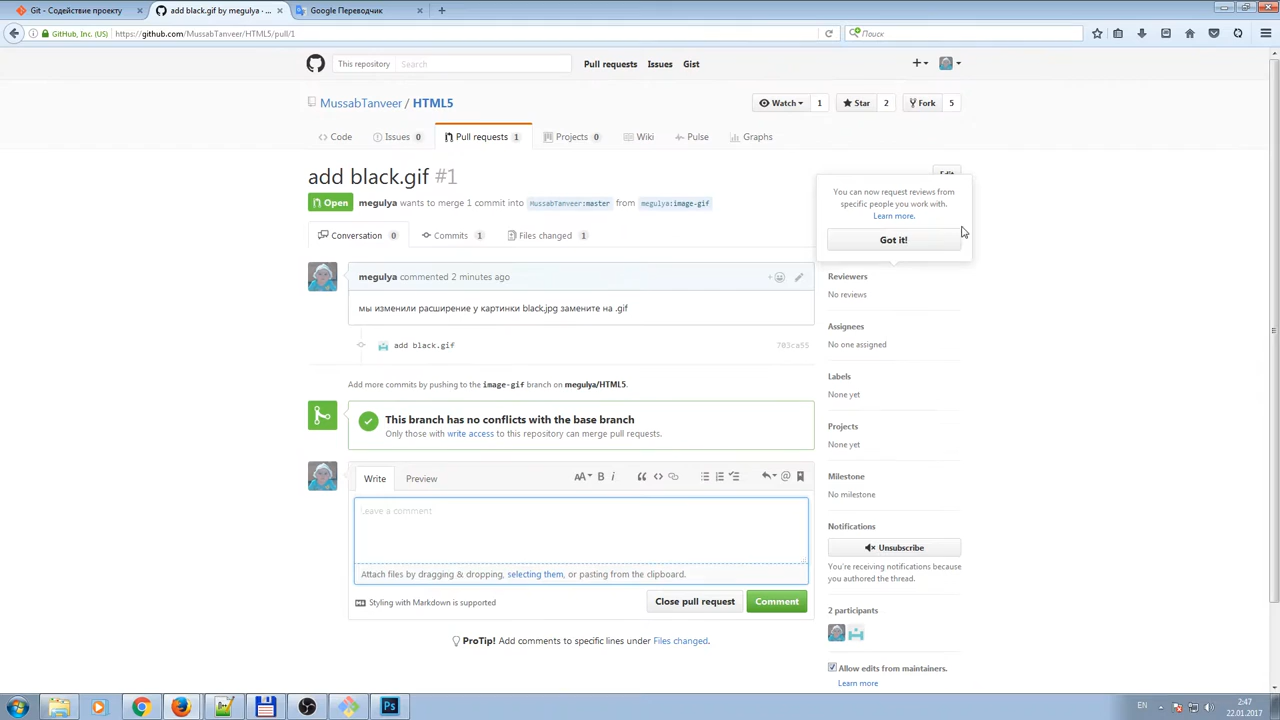 Git - Содействие проекту
add black.gif by megulya · ...
Google Переводчик
GitHub, Inc. (US)
https://github.com/MussabTanveer/HTML5/pull/1
Поиск
This repository
Search
Pull requests
Issues
Gist
MussabTanveer / HTML5
Watch
1
Star
2
Fork
5
Code
Issues 0
Pull requests 1
Projects 0
Wiki
Pulse
Graphs
add black.gif #1
Edit
Open
megulya wants to merge 1 commit into MussabTanveer:master from megulya:image-gif
You can now request reviews from
specific people you work with.
Learn more.
Got it!
Conversation 0
Commits 1
Files changed 1
megulya commented 2 minutes ago
мы изменили расширение у картинки black.jpg замените на .gif
add black.gif
703ca55
Add more commits by pushing to the image-gif branch on megulya/HTML5.
This branch has no conflicts with the base branch
Only those with write access to this repository can merge pull requests.
Write
Preview
AA
B
i
Leave a comment
Attach files by dragging & dropping, selecting them, or pasting from the clipboard.
Styling with Markdown is supported
Close pull request
Comment
ProTip! Add comments to specific lines under Files changed.
Reviewers
No reviews
Assignees
No one assigned
Labels
None yet
Projects
None yet
Milestone
No milestone
Notifications
Unsubscribe
You're receiving notifications because
you authored the thread.
2 participants
Allow edits from maintainers.
Learn more
Ps
EN
2:47
22.01.2017